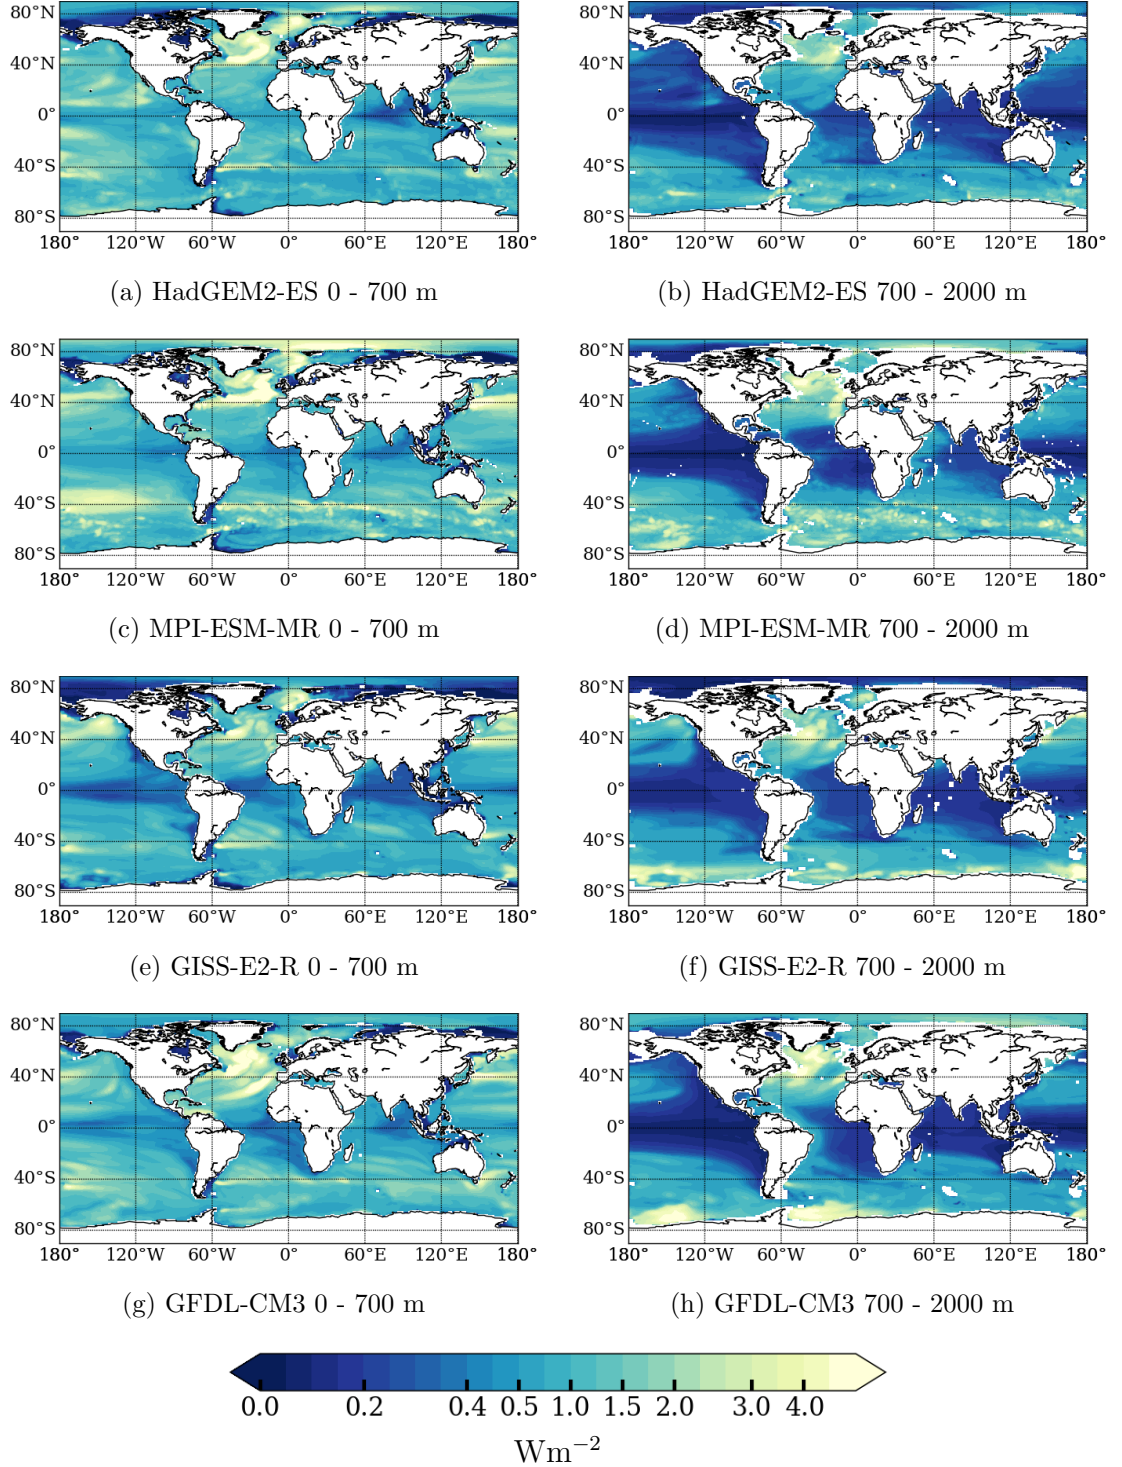 80°N 80°N
40°N 40°N
0° 0°
40°S 40°S
80°S 80°S
180° 120°W 60°W 0° 60°E 120°E 180° 180° 120°W 60°W 0° 60°E 120°E 180°
(a) HadGEM2-ES 0 - 700 m (b) HadGEM2-ES 700 - 2000 m
80°N 80°N
40°N 40°N
0° 0°
40°S 40°S
80°S 80°S
180° 120°W 60°W 0° 60°E 120°E 180° 180° 120°W 60°W 0° 60°E 120°E 180°
(c) MPI-ESM-MR 0 - 700 m (d) MPI-ESM-MR 700 - 2000 m
80°N 80°N
40°N 40°N
0° 0°
40°S 40°S
80°S 80°S
180° 120°W 60°W 0° 60°E 120°E 180° 180° 120°W 60°W 0° 60°E 120°E 180°
(e) GISS-E2-R 0 - 700 m (f) GISS-E2-R 700 - 2000 m
80°N 80°N
40°N 40°N
0° 0°
40°S 40°S
80°S 80°S
180° 120°W 60°W 0° 60°E 120°E 180° 180° 120°W 60°W 0° 60°E 120°E 180°
(g) GFDL-CM3 0 - 700 m (h) GFDL-CM3 700 - 2000 m
0.0 0.2 0.4 0.5 1.0 1.5 2.0 3.0 4.0
Wm⁻²